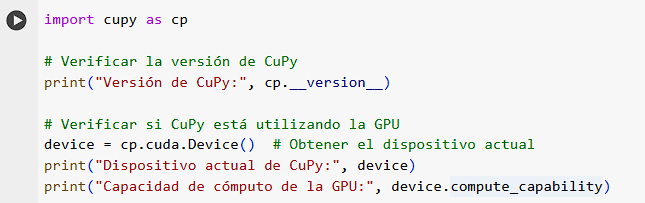 import cupy as cp
# Verificar la versión de CuPy
print("Versión de CuPy:", cp.__version__)
# Verificar si CuPy está utilizando la GPU
device = cp.cuda.Device()  # Obtener el dispositivo actual
print("Dispositivo actual de CuPy:", device)
print("Capacidad de cómputo de la GPU:", device.compute_capability)